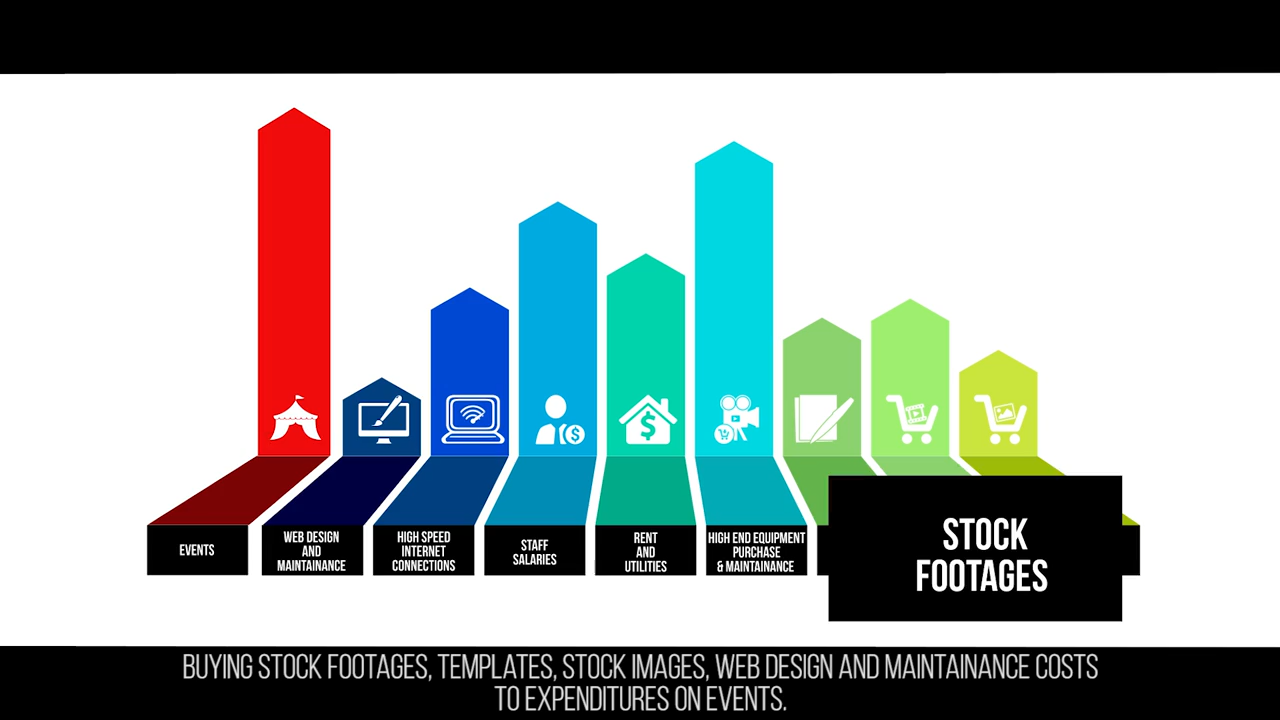 EVENTS
WEB DESIGN
AND
MAINTAINANCE
HIGH SPEED
INTERNET
CONNECTIONS
STAFF
SALARIES
RENT
AND
UTILITIES
HIGH END EQUIPMENT
PURCHASE
& MAINTAINANCE
STOCK
FOOTAGES
BUYING STOCK FOOTAGES, TEMPLATES, STOCK IMAGES, WEB DESIGN AND MAINTAINANCE COSTS
TO EXPENDITURES ON EVENTS.